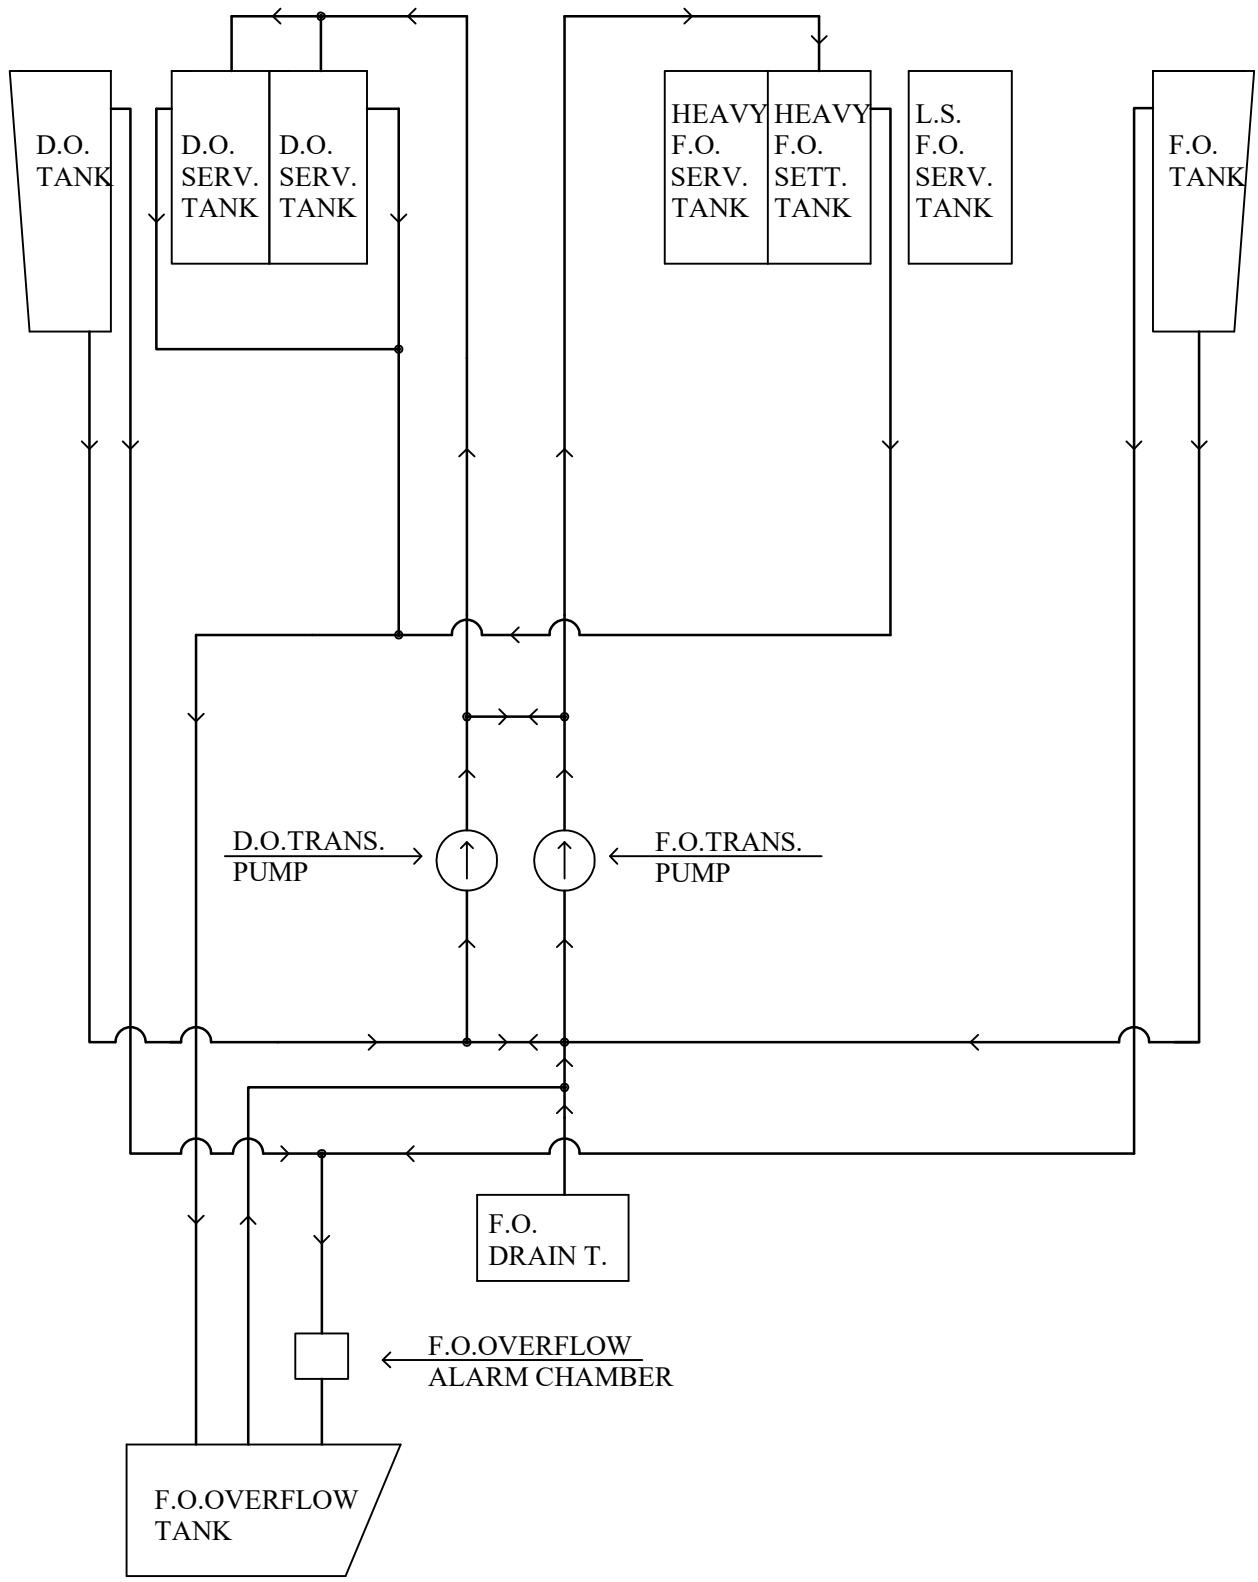 D.O.
TANK
D.O.
SERV.
TANK
D.O.
SERV.
TANK
HEAVY
F.O.
SERV.
TANK
HEAVY
F.O.
SETT.
TANK
L.S.
F.O.
SERV.
TANK
F.O.
TANK
D.O.TRANS.
PUMP
F.O.TRANS.
PUMP
F.O.
DRAIN T.
F.O.OVERFLOW
ALARM CHAMBER
F.O.OVERFLOW
TANK